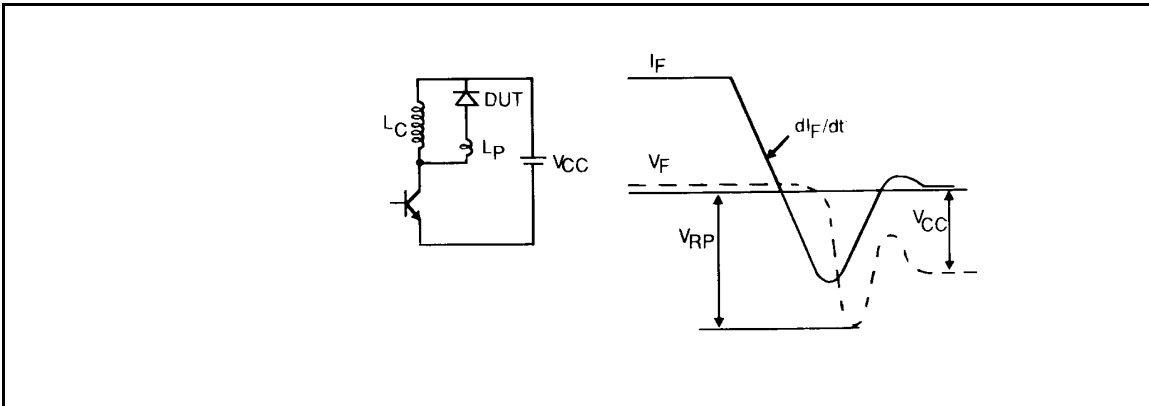 LC
DUT
LP
VCC
IF
dIF/dt
VF
VRP
VCC